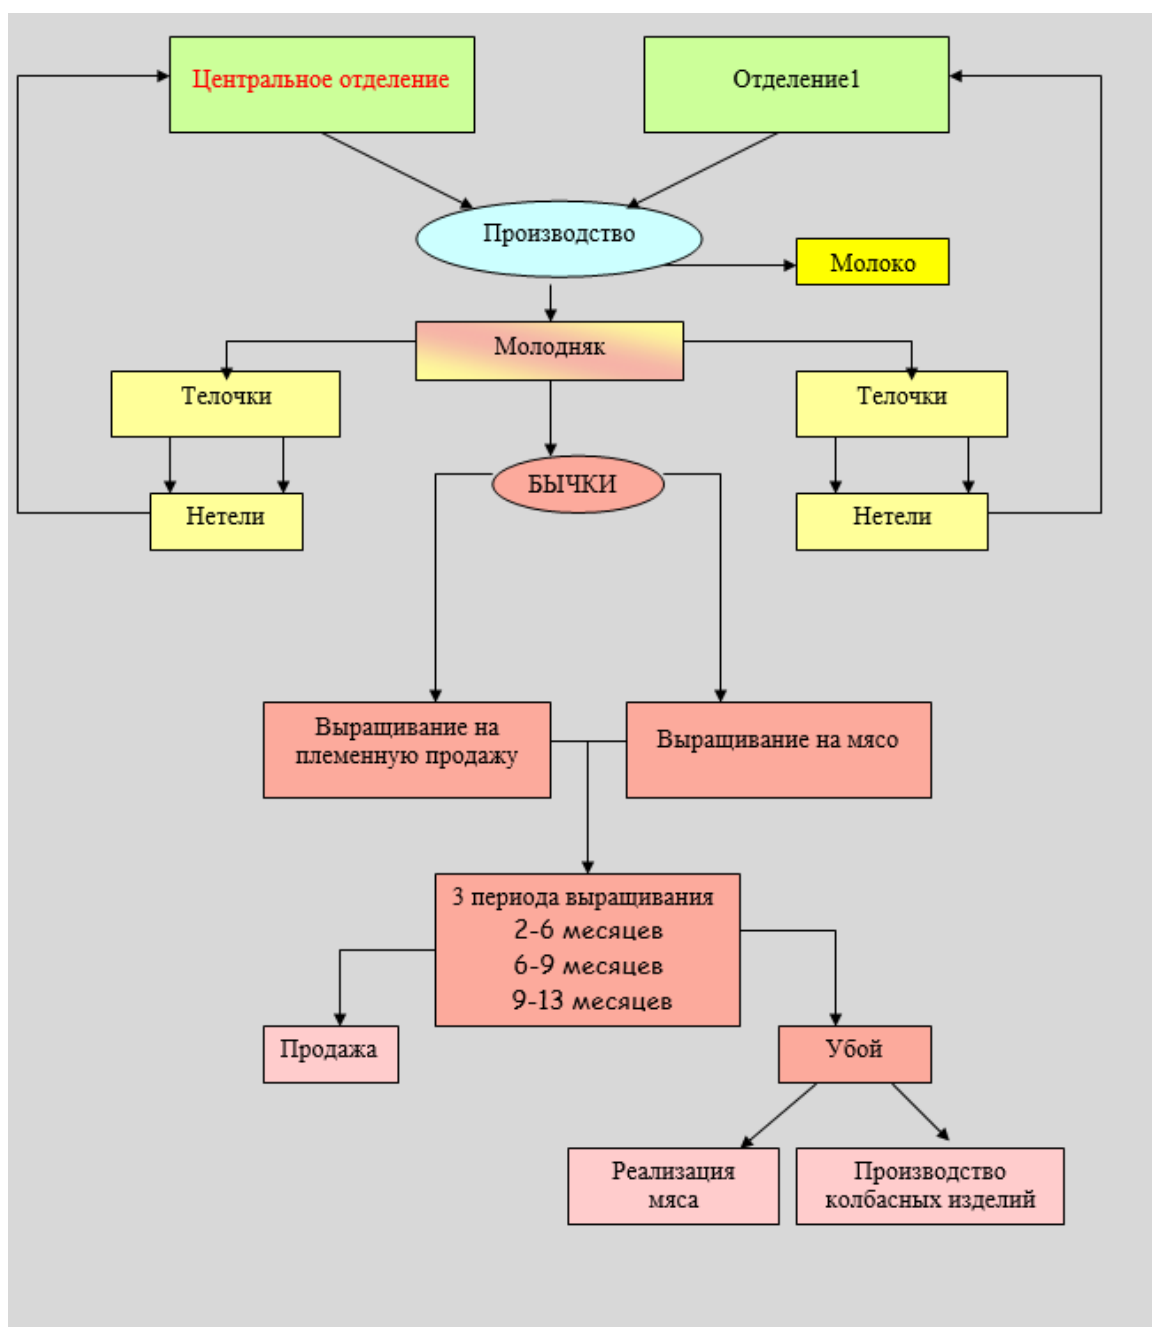 Центральное отделение
Отделение1
Производство
Молоко
Молодняк
Телочки
Телочки
БЫЧКИ
Нетели
Нетели
Выращивание на
племенную продажу
Выращивание на мясо
3 периода выращивания
2-6 месяцев
6-9 месяцев
9-13 месяцев
Продажа
Убой
Реализация
мяса
Производство
колбасных изделий